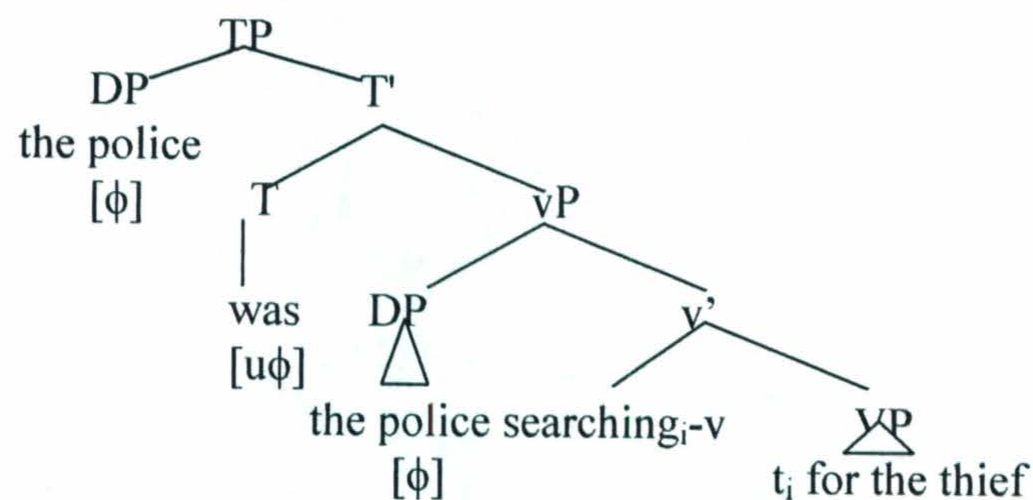 TP
DP T'
the police
[ϕ] T vP
was DP v’
[uϕ]
the police searchingᵢ-v VP
[ϕ] tᵢ for the thief